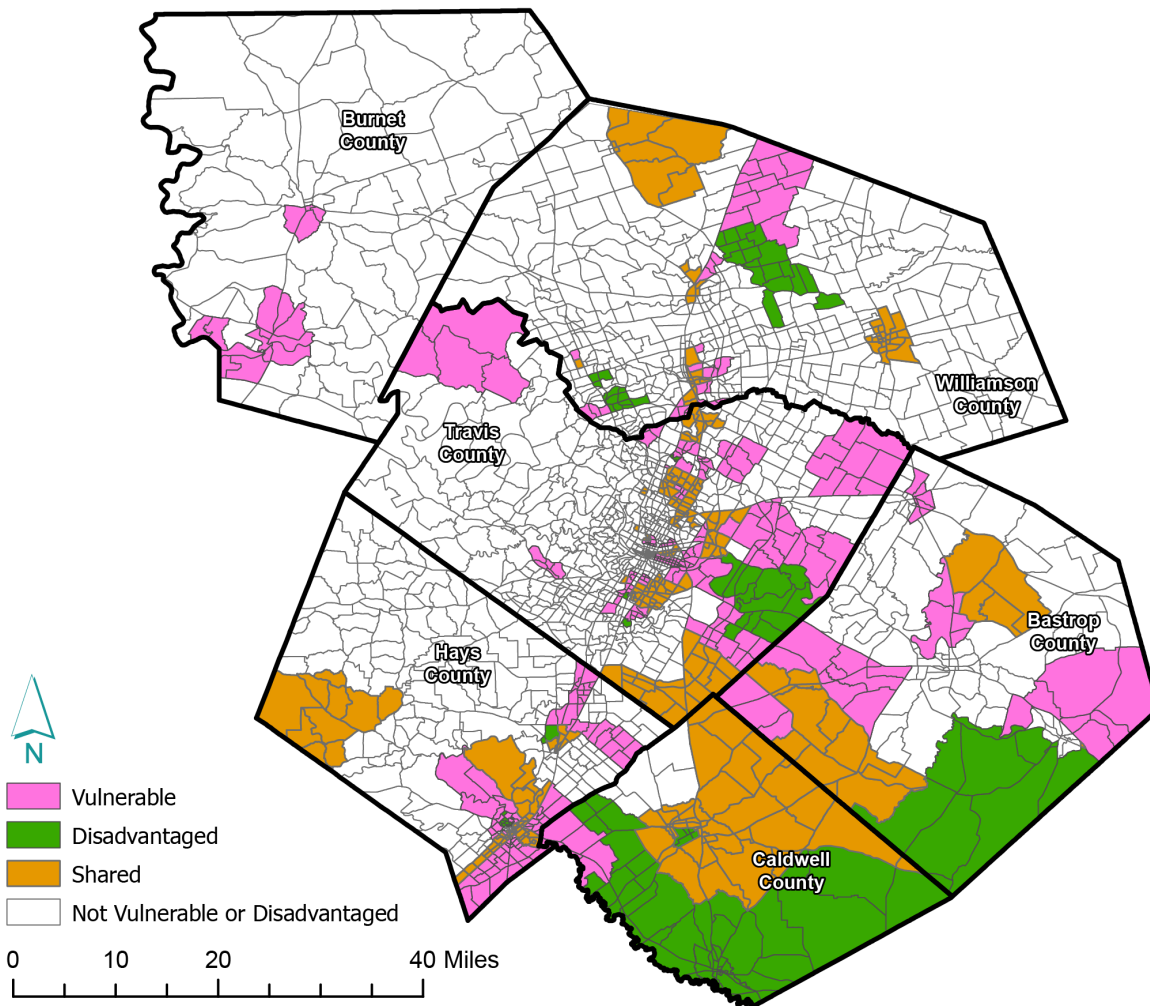 Burnet
County
Williamson
County
Travis
County
Bastrop
County
Hays
County
Caldwell
County
N
Vulnerable
Disadvantaged
Shared
Not Vulnerable or Disadvantaged
0 10 20 40 Miles